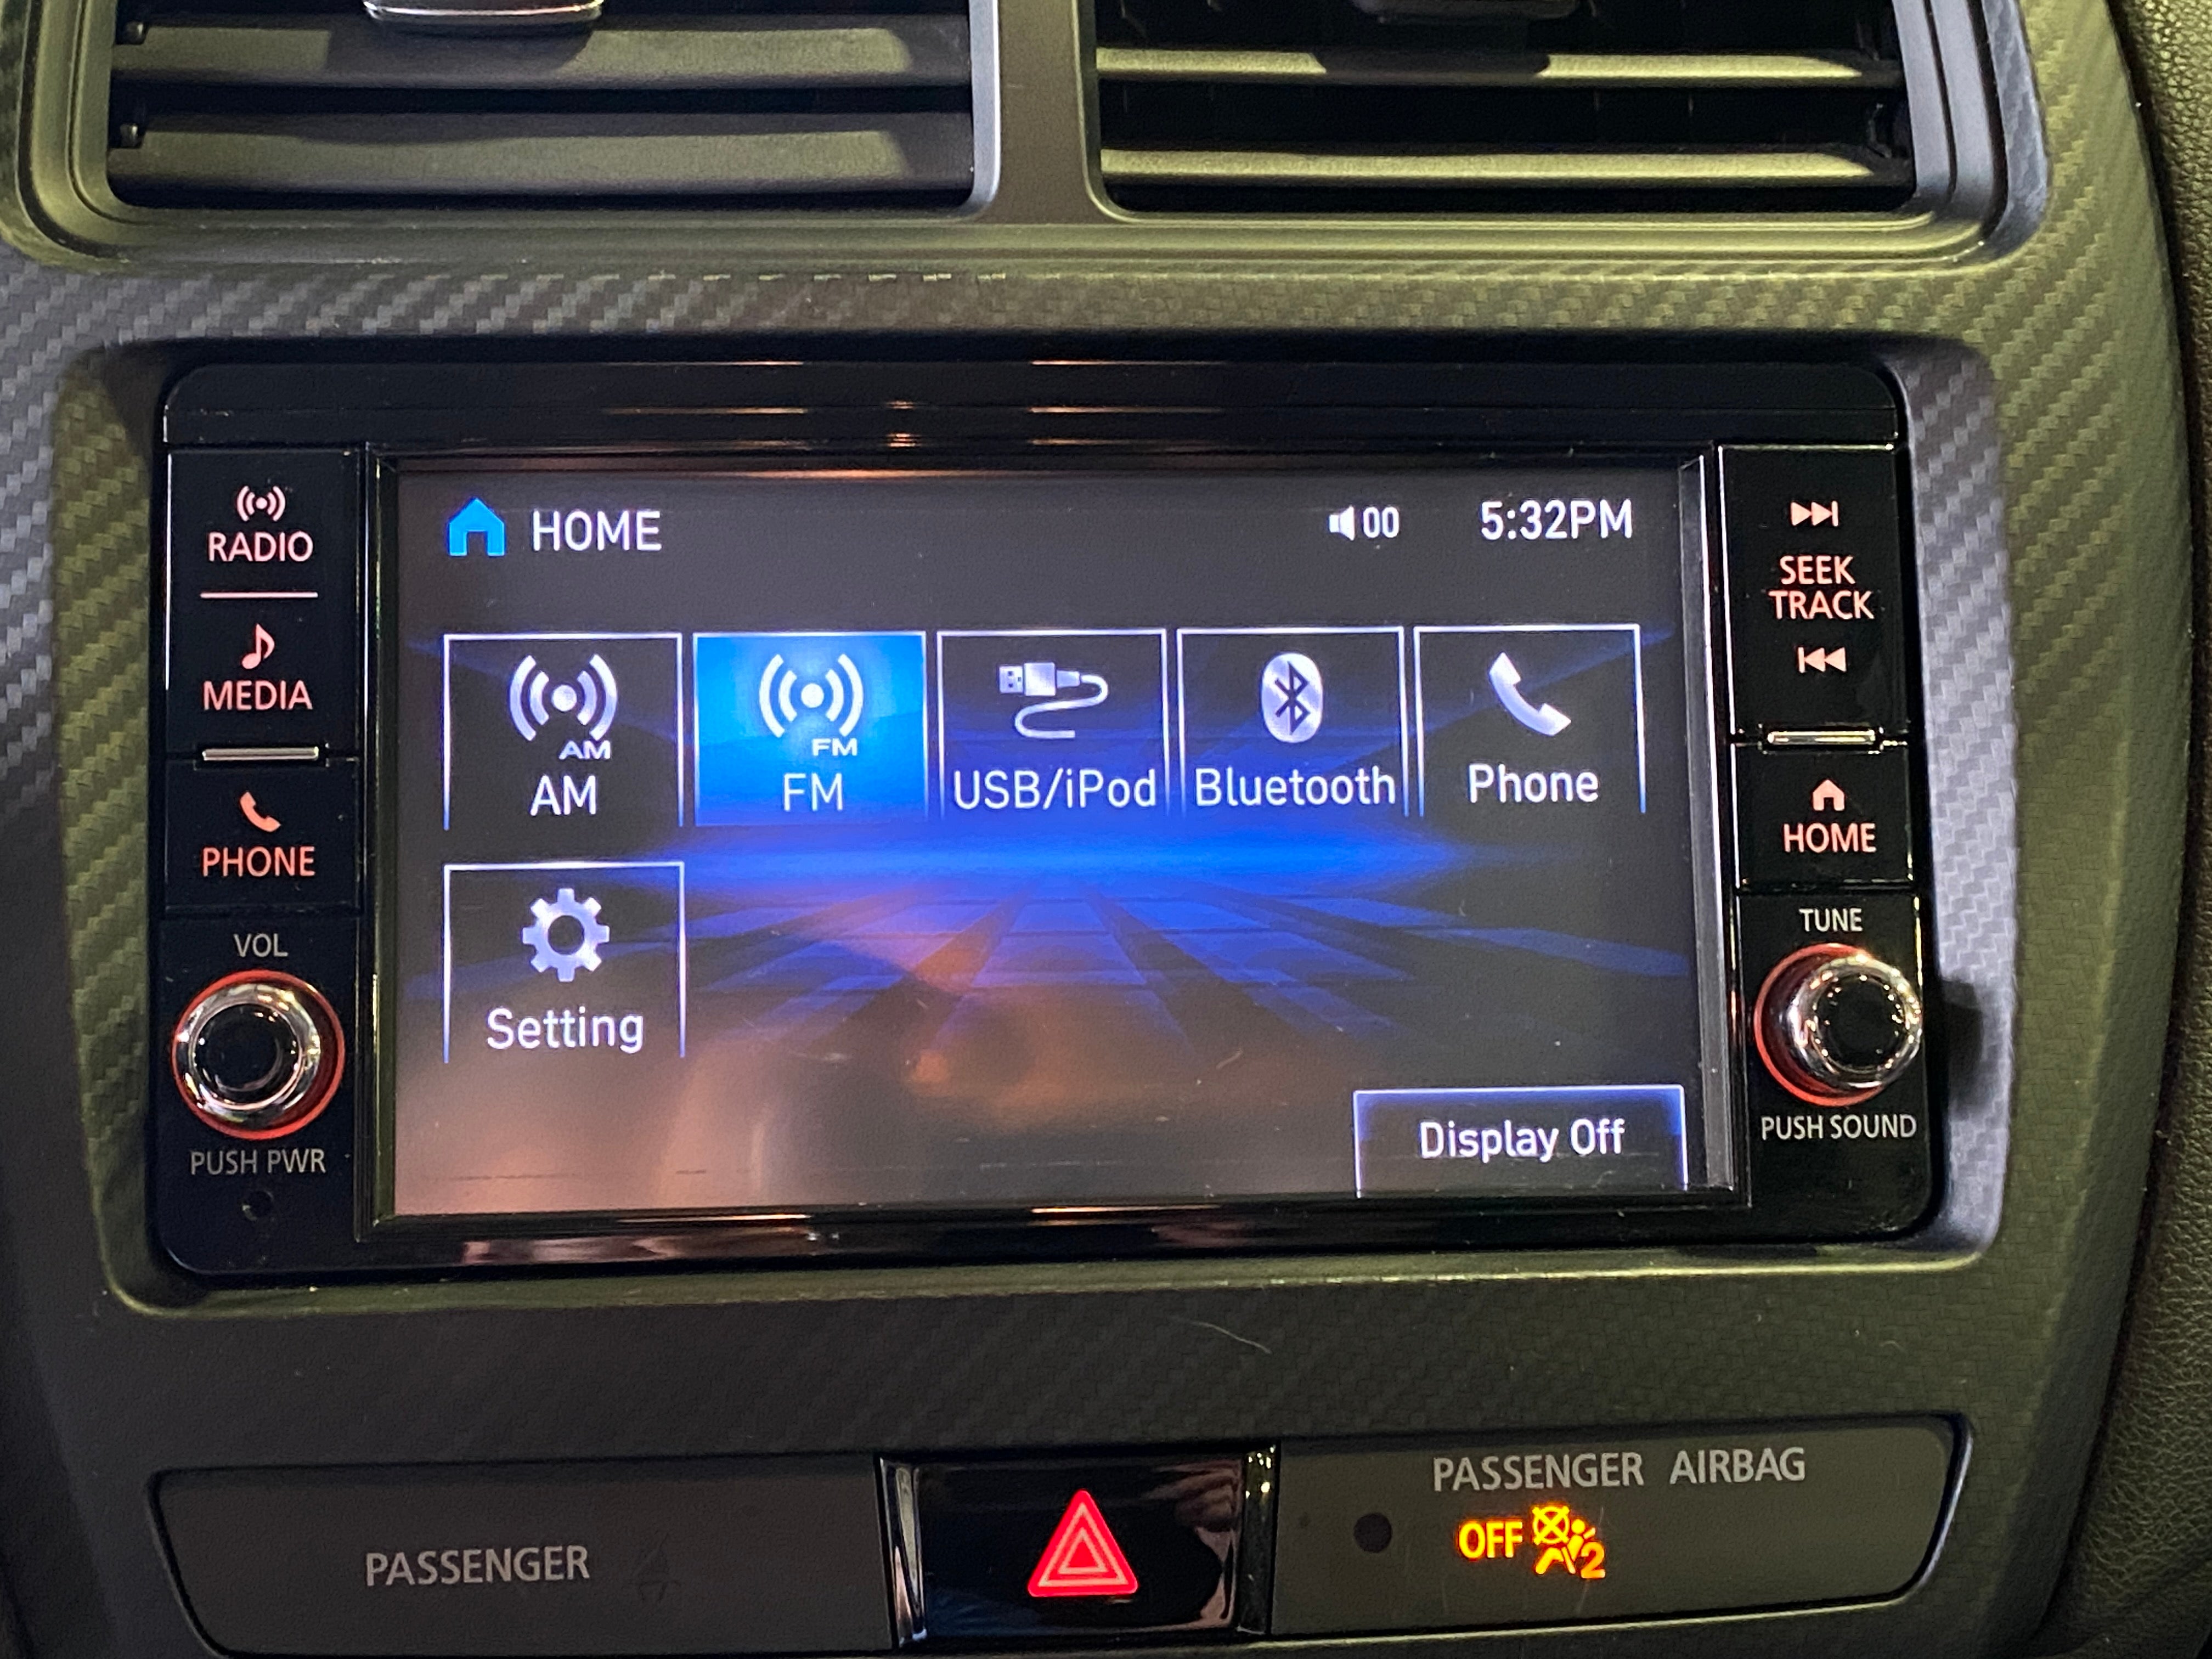 RADIO
MEDIA
PHONE
VOL
PUSH PWR
HOME
00
5:32PM
AM
AM
FM
FM
USB/iPod
Bluetooth
Phone
Setting
Display Off
SEEK
TRACK
HOME
TUNE
PUSH SOUND
PASSENGER
PASSENGER AIRBAG
OFF 2